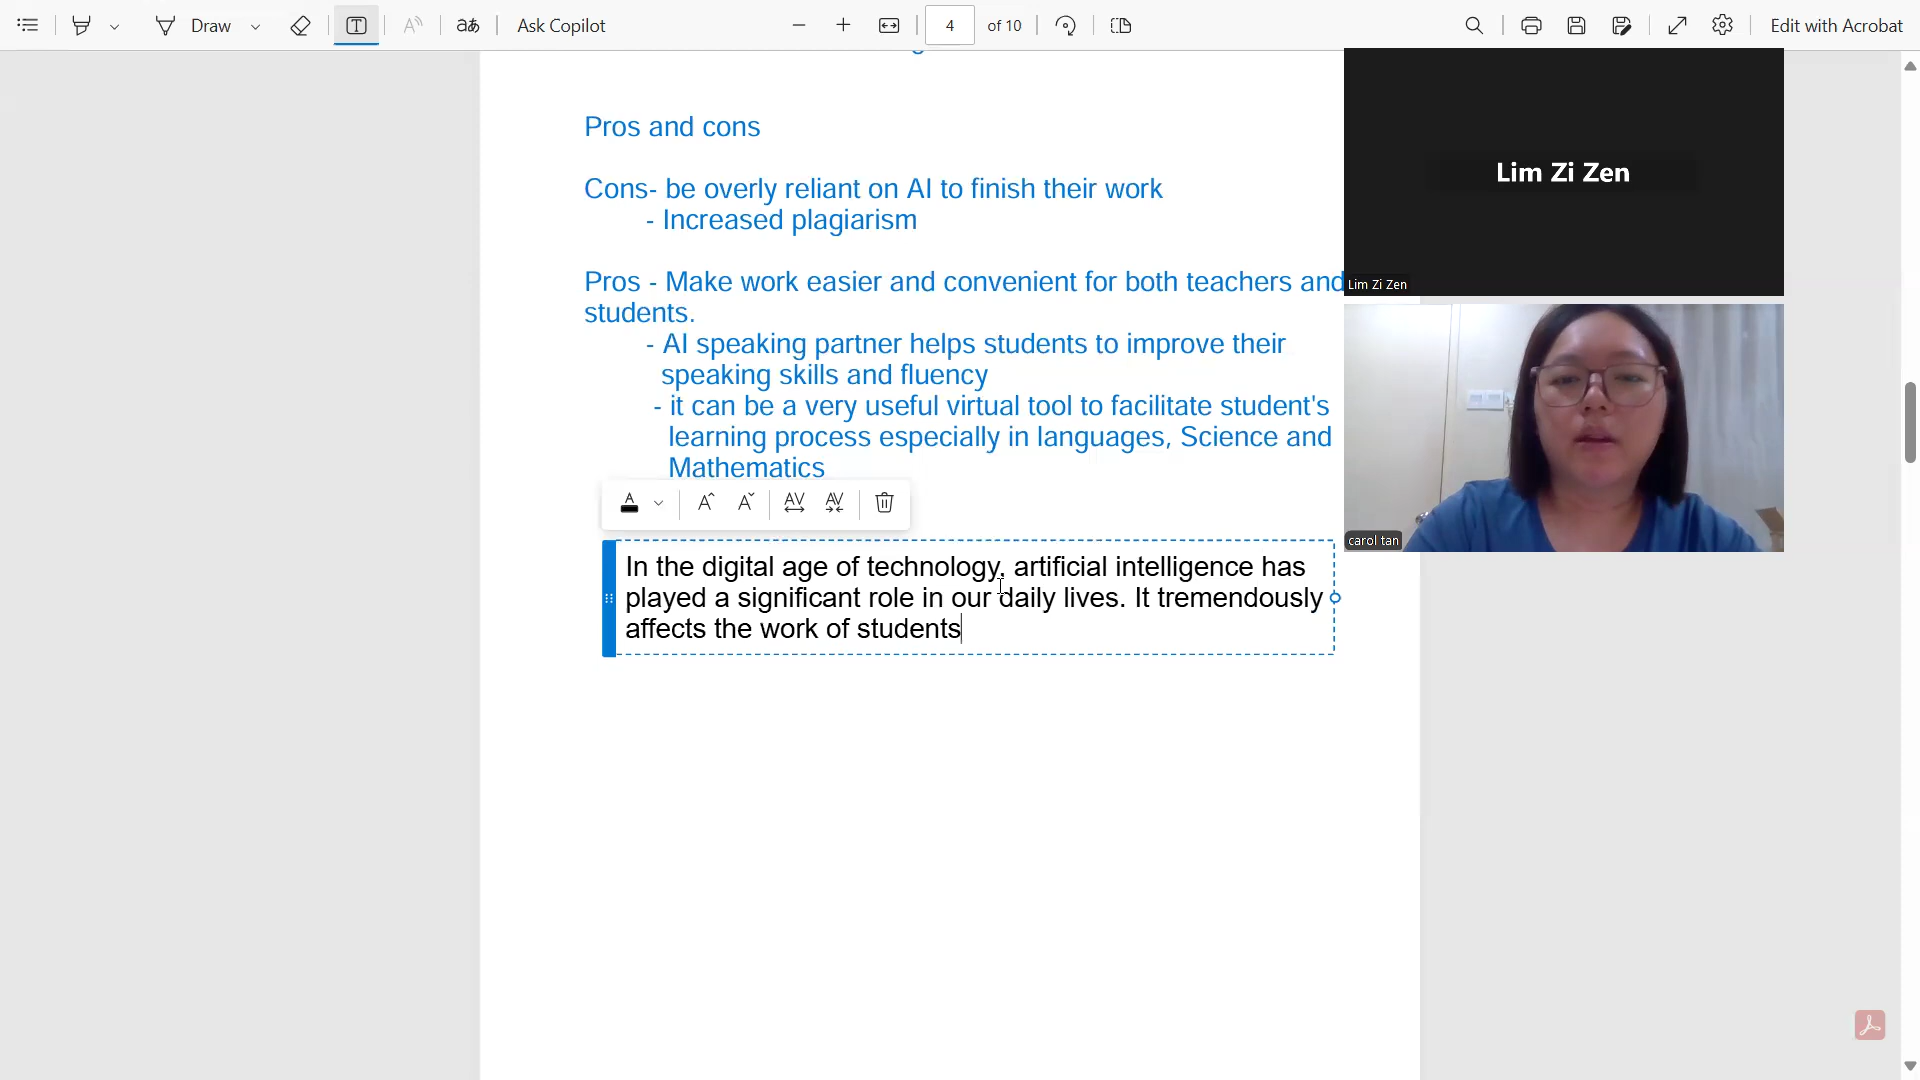 Draw
Ask Copilot
4 of 10
Edit with Acrobat
Pros and cons
Cons- be overly reliant on AI to finish their work
- Increased plagiarism
Pros - Make work easier and convenient for both teachers and
students.
- AI speaking partner helps students to improve their
speaking skills and fluency
- it can be a very useful virtual tool to facilitate student's
learning process especially in languages, Science and
Mathematics
In the digital age of technology, artificial intelligence has
played a significant role in our daily lives. It tremendously
affects the work of students
Lim Zi Zen
Lim Zi Zen
carol tan